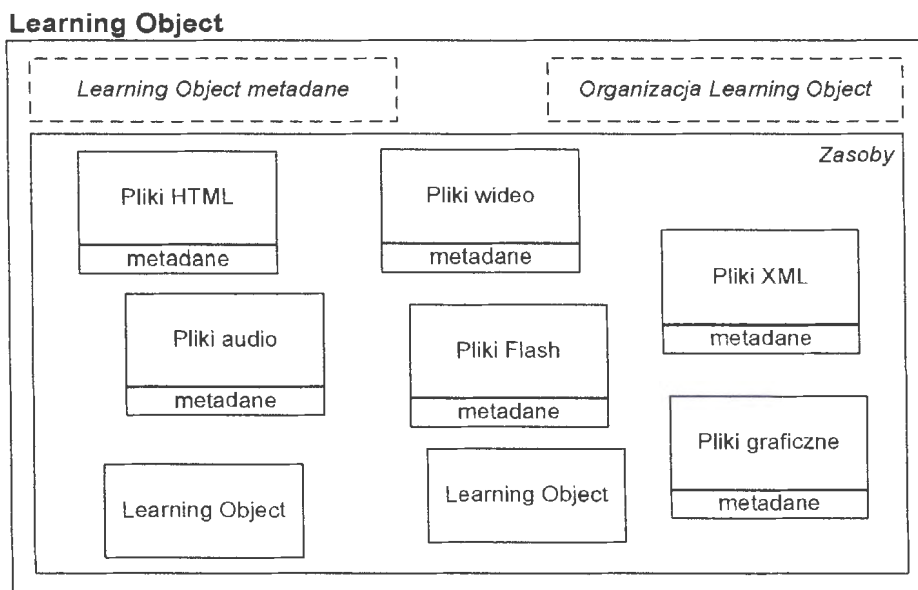 Learning Object
Learning Object metadane
Organizacja Learning Object
Zasoby
Pliki HTML
metadane
Pliki wideo
metadane
Pliki XML
metadane
Pliki audio
metadane
Pliki Flash
metadane
Pliki graficzne
metadane
Learning Object
Learning Object